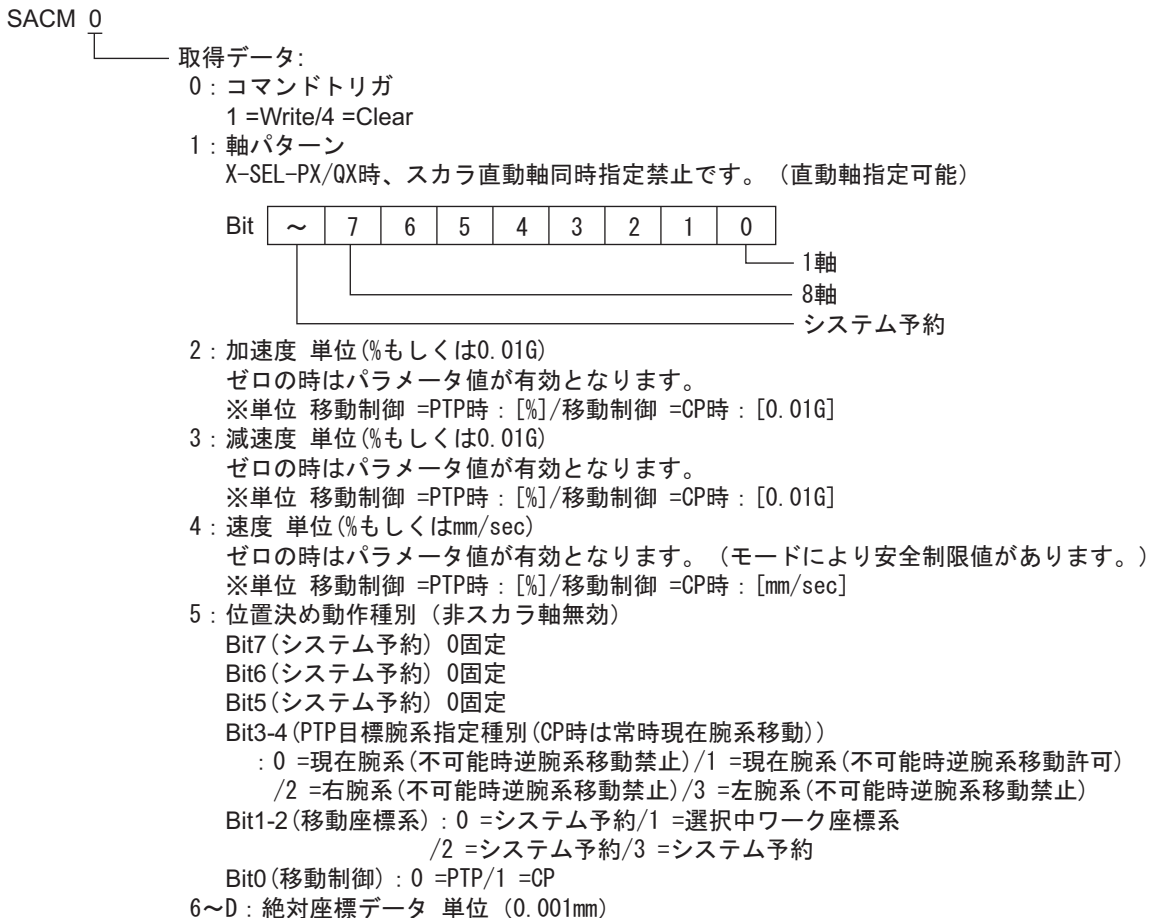 SACM 0
取得データ:
0：コマンドトリガ
1 =Write/4 =Clear
1：軸パターン
X-SEL-PX/QX時、スカラ直動軸同時指定禁止です。（直動軸指定可能）
Bit ～ 7 6 5 4 3 2 1 0
1軸
8軸
システム予約
2：加速度 単位(%もしくは0.01G)
ゼロの時はパラメータ値が有効となります。
※単位 移動制御 =PTP時：[%]/移動制御 =CP時：[0.01G]
3：減速度 単位(%もしくは0.01G)
ゼロの時はパラメータ値が有効となります。
※単位 移動制御 =PTP時：[%]/移動制御 =CP時：[0.01G]
4：速度 単位(%もしくはmm/sec)
ゼロの時はパラメータ値が有効となります。（モードにより安全制限値があります。）
※単位 移動制御 =PTP時：[%]/移動制御 =CP時：[mm/sec]
5：位置決め動作種別（非スカラ軸無効）
Bit7(システム予約) 0固定
Bit6(システム予約) 0固定
Bit5(システム予約) 0固定
Bit3-4(PTP目標腕系指定種別(CP時は常時現在腕系移動))
：0 =現在腕系(不可能時逆腕系移動禁止)/1 =現在腕系(不可能時逆腕系移動許可)
/2 =右腕系(不可能時逆腕系移動禁止)/3 =左腕系(不可能時逆腕系移動禁止)
Bit1-2(移動座標系)：0 =システム予約/1 =選択中ワーク座標系
/2 =システム予約/3 =システム予約
Bit0(移動制御)：0 =PTP/1 =CP
6～D：絶対座標データ 単位 (0.001mm)